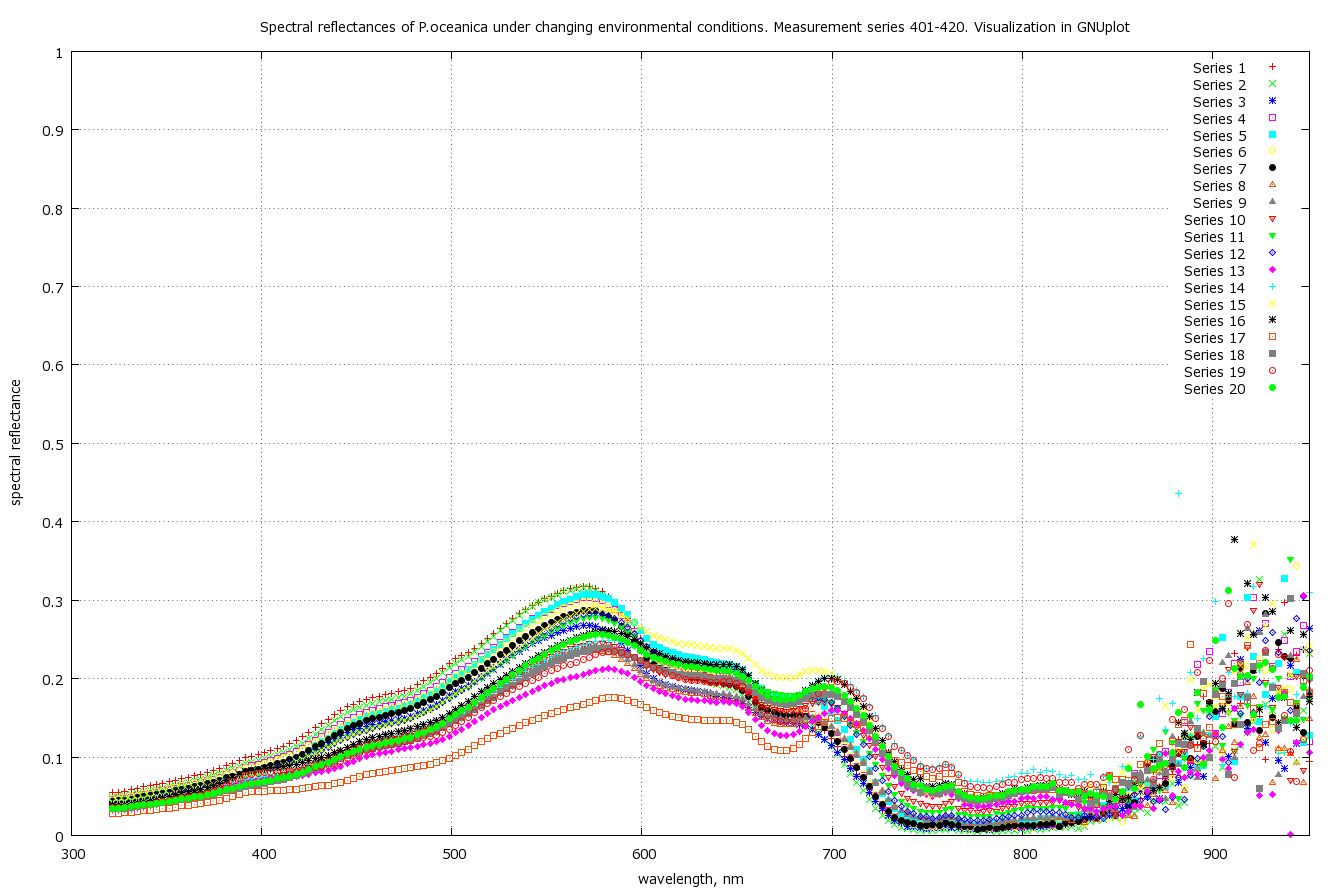 Spectral reflectances of P.oceanica under changing environmental conditions. Measurement series 401-420. Visualization in GNUplot
1
0.9
0.8
0.7
0.6
0.5
0.4
0.3
0.2
0.1
0
spectral reflectance
Series 1
Series 2
Series 3
Series 4
Series 5
Series 6
Series 7
Series 8
Series 9
Series 10
Series 11
Series 12
Series 13
Series 14
Series 15
Series 16
Series 17
Series 18
Series 19
Series 20
300 400 500 600 700 800 900
wavelength, nm